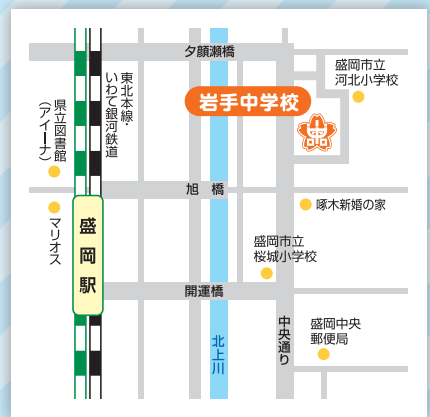 夕顔瀬橋
盛岡市立
河北小学校
東北本線・
いわて銀河鉄道
岩手中学校
県立図書館
（アイーナ）
旭橋
啄木新婚の家
マリオス
盛岡駅
盛岡市立
桜城小学校
開運橋
北上川
中央通り
盛岡中央
郵便局